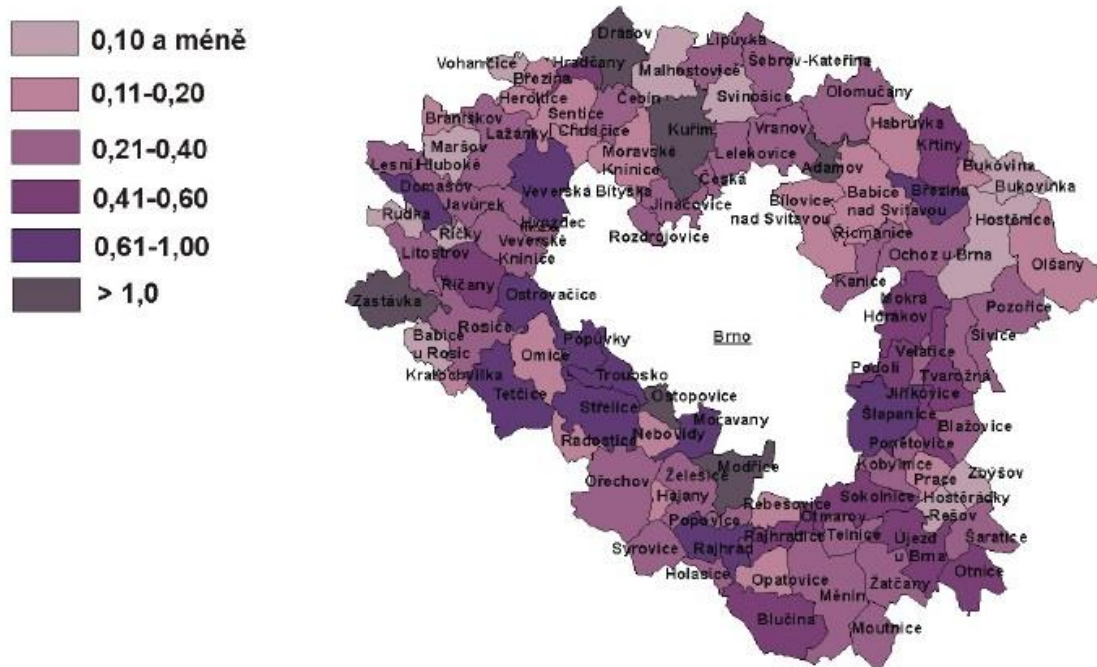 0,10 a méně
0,11-0,20
0,21-0,40
0,41-0,60
0,61-1,00
> 1,0
Drásov
Lipůvka
Vohančice
Hradčany
Malhostovice
Šebrov-Kateřina
Březina
Heroltice
Čebín
Svinošice
Olomučany
Braníškov
Sentice
Lažánky
Chudčice
Kuřim
Vranov
Habrůvka
Maršov
Moravské
Kninice
Lelekovice
Adamov
Křtiny
Bukovina
Lesní
Hluboké
Bukovinka
Domašov
Veverská Bítýška
Česká
Babice
nad Svitavou
Březina
Javůrek
Jinačovice
Bílovice
nad Svitavou
Hostěnice
Rudka
Hvozdec
Říčky
Veverské
Kninice
Rozdrojovice
Řícmanice
Litostrov
Ochoz u Brna
Olšany
Říčany
Kanice
Zastávka
Ostrovačice
Mokrá
Horákov
Pozořice
Rosice
Popůvky
Sivice
Babice
u Rosic
Omice
Brno
Velatice
Kratochvilka
Troubsko
Podolí
Tvarožná
Tetčice
Ostopovice
Jiříkovice
Střelice
Moravany
Šlapanice
Blažovice
Radostice
Nebovidy
Ponětovice
Modřice
Kobylnice
Zbýšov
Ořechov
Želešice
Prace
Hajany
Rebešovice
Sokolnice
Hostěrádky
Rešov
Popovice
Otmarov
Telnice
Syrovice
Rajhrad
Rajhradice
Újezd
u Brna
Šaratice
Holasice
Opatovice
Žatčany
Otnice
Měnín
Blučina
Moutnice